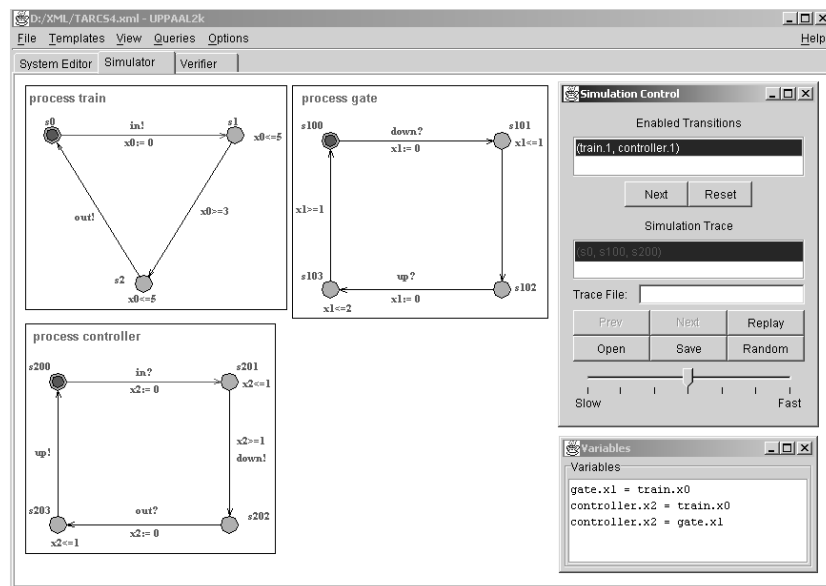 D:/XML/TARCS4.xml - UPPAAL2k
File Templates View Queries Options Help
System Editor Simulator Verifier
process train
s0
in!
x0:= 0
s1
x0<=5
out!
x0>=3
s2
x0<=5
process gate
s100
down?
x1:= 0
s101
x1<=1
x1>=1
s103
up?
x1:= 0
s102
x1<=2
process controller
s200
in?
x2:= 0
s201
x2<=1
up!
x2>=1
down!
s203
out?
x2:= 0
s202
x2<=1
Simulation Control
Enabled Transitions
(train.1, controller.1)
Next Reset
Simulation Trace
(s0, s100, s200)
Trace File:
Prev Next Replay
Open Save Random
Slow Fast
Variables
Variables
gate.x1 = train.x0
controller.x2 = train.x0
controller.x2 = gate.x1